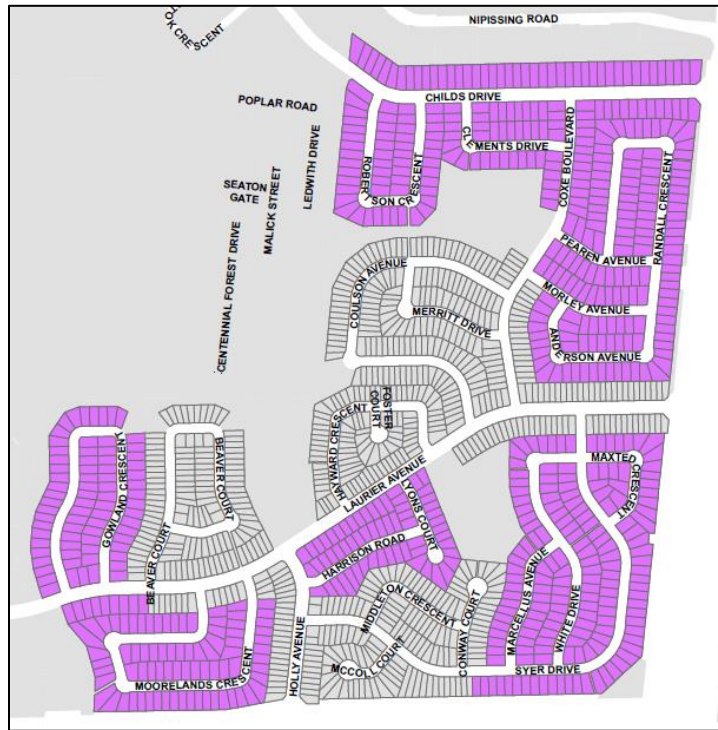 OK CRESCENT
NIPISSING ROAD
POPLAR ROAD
CHILDS DRIVE
CLEMENTS DRIVE
LEDWITH DRIVE
ROBERTSON CRESCENT
COXE BOULEVARD
RANDALL CRESCENT
SEATON
GATE
MALICK STREET
CENTENNIAL FOREST DRIVE
PEAREN AVENUE
COULSON AVENUE
MORLEY AVENUE
MERRITT DRIVE
ANDERSON AVENUE
FOSTER
COURT
HAYWARD CRESCENT
LAURIER AVENUE
GOWLAND CRESCENT
BEAVER COURT
BEAVER COURT
LYONS COURT
MAXTED
CRESCENT
HARRISON ROAD
MIDDLETON CRESCENT
CONWAY COURT
MARCELLUS AVENUE
WHITE DRIVE
HOLLY AVENUE
MCCOLL COURT
MOORELANDS CRESCENT
SYER DRIVE